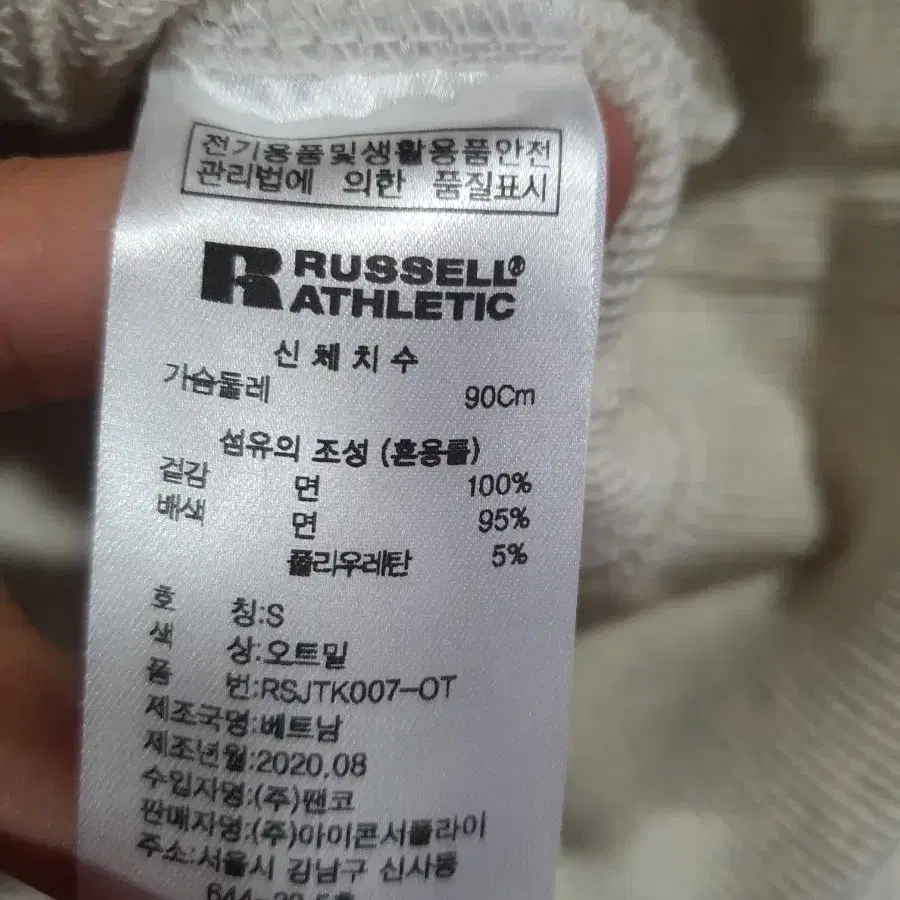 전기용품및생활용품안전
관리법에 의한 품질표시
RUSSELL®
ATHLETIC
신체치수
가슴둘레 90Cm
섬유의 조성 (혼용률)
겉감 면 100%
배색 면 95%
폴리우레탄 5%
호 칭:S
색 상:오트밀
품 번:RSJTK007-OT
제조국명:베트남
제조년월:2020.08
수입자명:(주)팬코
판매자명:(주)아이콘서플라이
주소:서울시 강남구 신사동